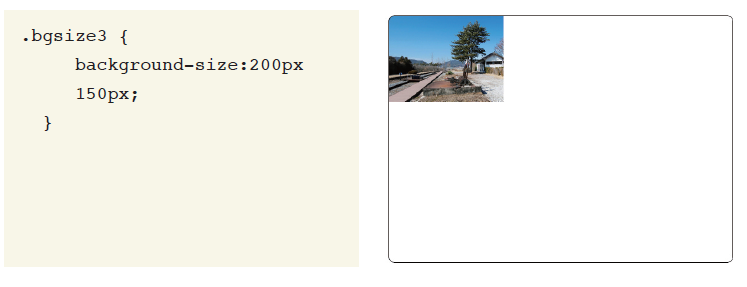 .bgsize3 {
background-size:200px
150px;
}